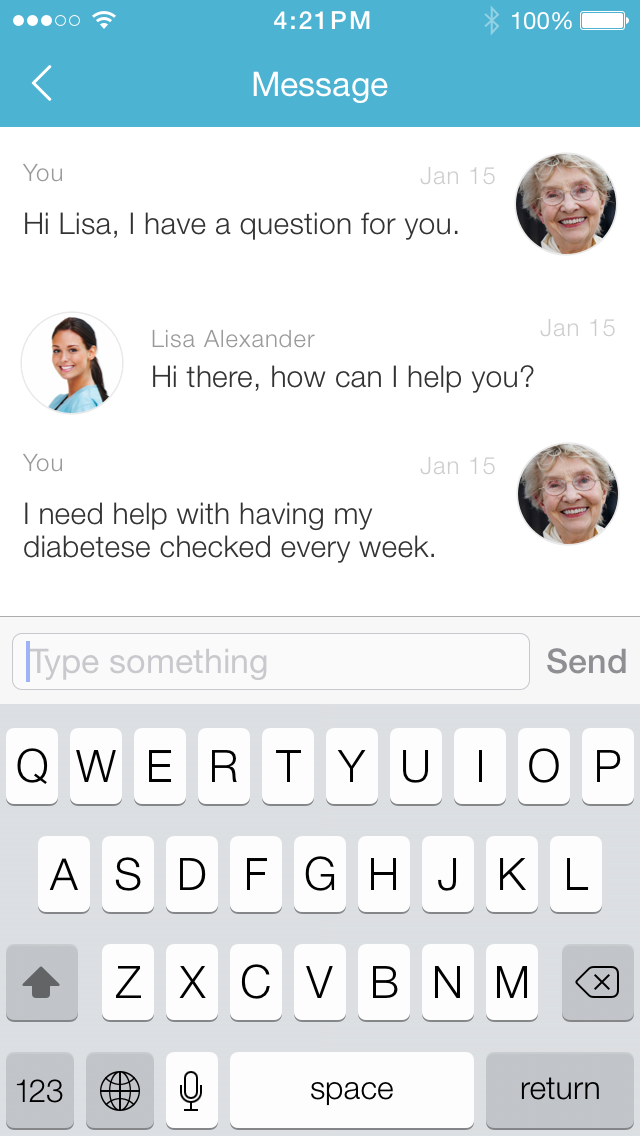 4:21PM 100%
Message
You Jan 15
Hi Lisa, I have a question for you.
Lisa Alexander Jan 15
Hi there, how can I help you?
You Jan 15
I need help with having my
diabetese checked every week.
Type something Send
Q W E R T Y U I O P
A S D F G H J K L
Z X C V B N M
123 space return